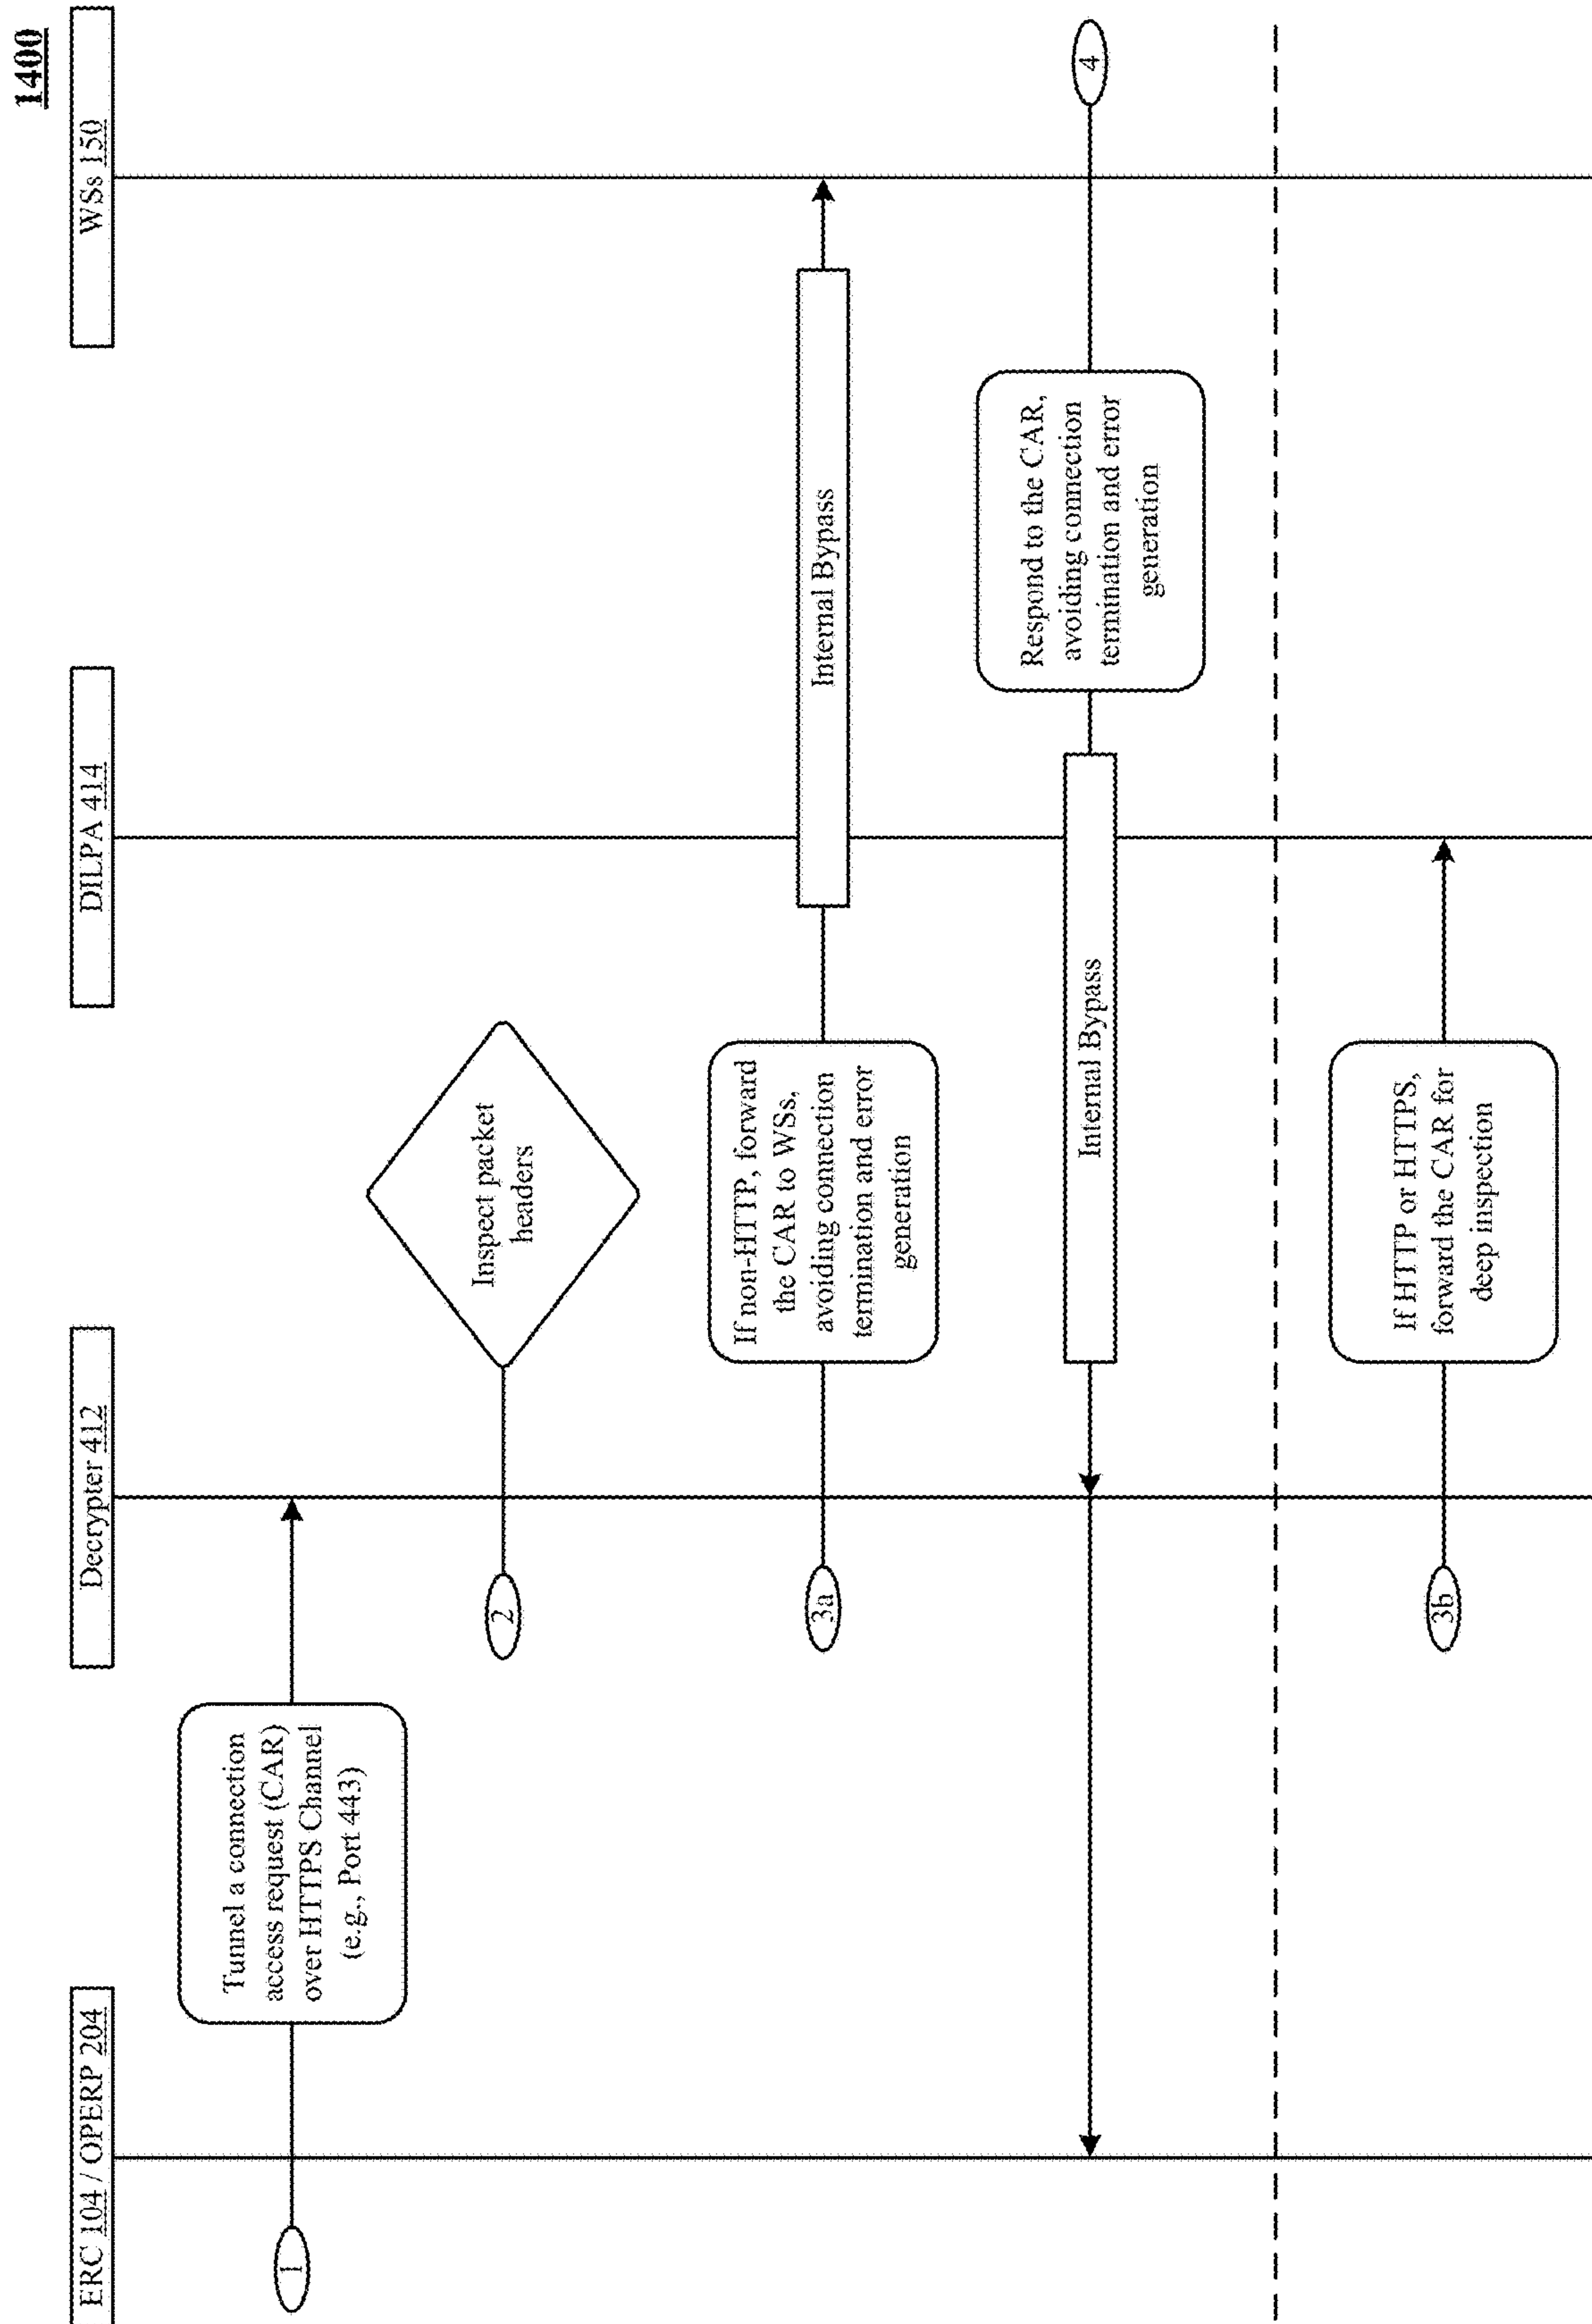 1400
ERC 104 / OPERP 204
Decrypter 412
DILPA 414
WSs 150
1
Tunnel a connection
access request (CAR)
over HTTPS Channel
(e.g., Port 443)
2
Inspect packet
headers
3a
If non-HTTP, forward
the CAR to WSs,
avoiding connection
termination and error
generation
Internal Bypass
4
Respond to the CAR,
avoiding connection
termination and error
generation
Internal Bypass
3b
If HTTP or HTTPS,
forward the CAR for
deep inspection